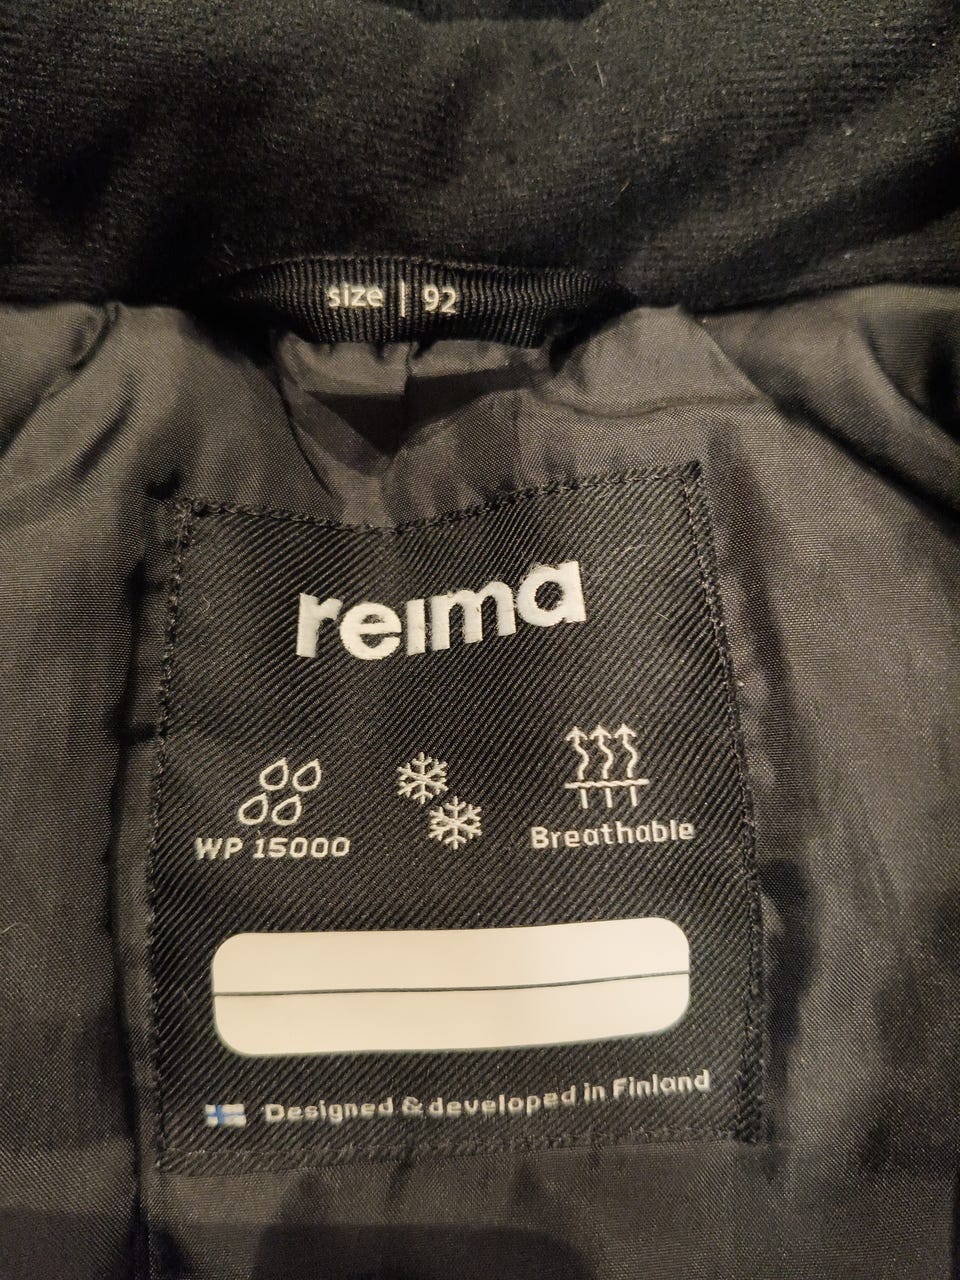 size | 92
reima
WP 15000
Breathable
Designed & developed in Finland